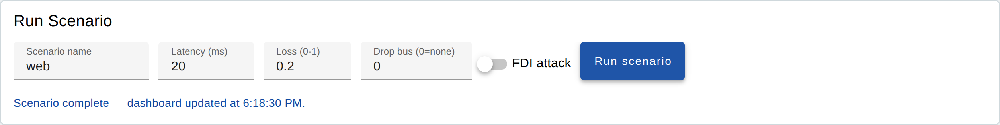 Run Scenario
Scenario name
web
Latency (ms)
20
Loss (0-1)
0.2
Drop bus (0=none)
0
FDI attack
Run scenario
Scenario complete — dashboard updated at 6:18:30 PM.